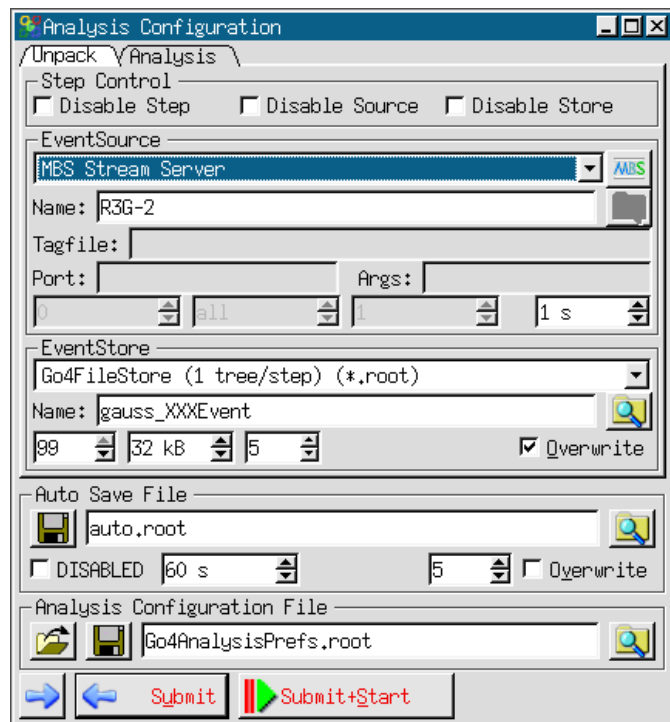 Analysis Configuration
Unpack Analysis
Step Control
Disable Step Disable Source Disable Store
EventSource
MBS Stream Server MBS
Name: R3G-2
Tagfile:
Port: Args:
0 all 1 1 s
EventStore
Go4FileStore (1 tree/step) (*.root)
Name: gauss_XXXEvent
99 32 kB 5 Overwrite
Auto Save File
auto.root
DISABLED 60 s 5 Overwrite
Analysis Configuration File
Go4AnalysisPrefs.root
Submit Submit+Start